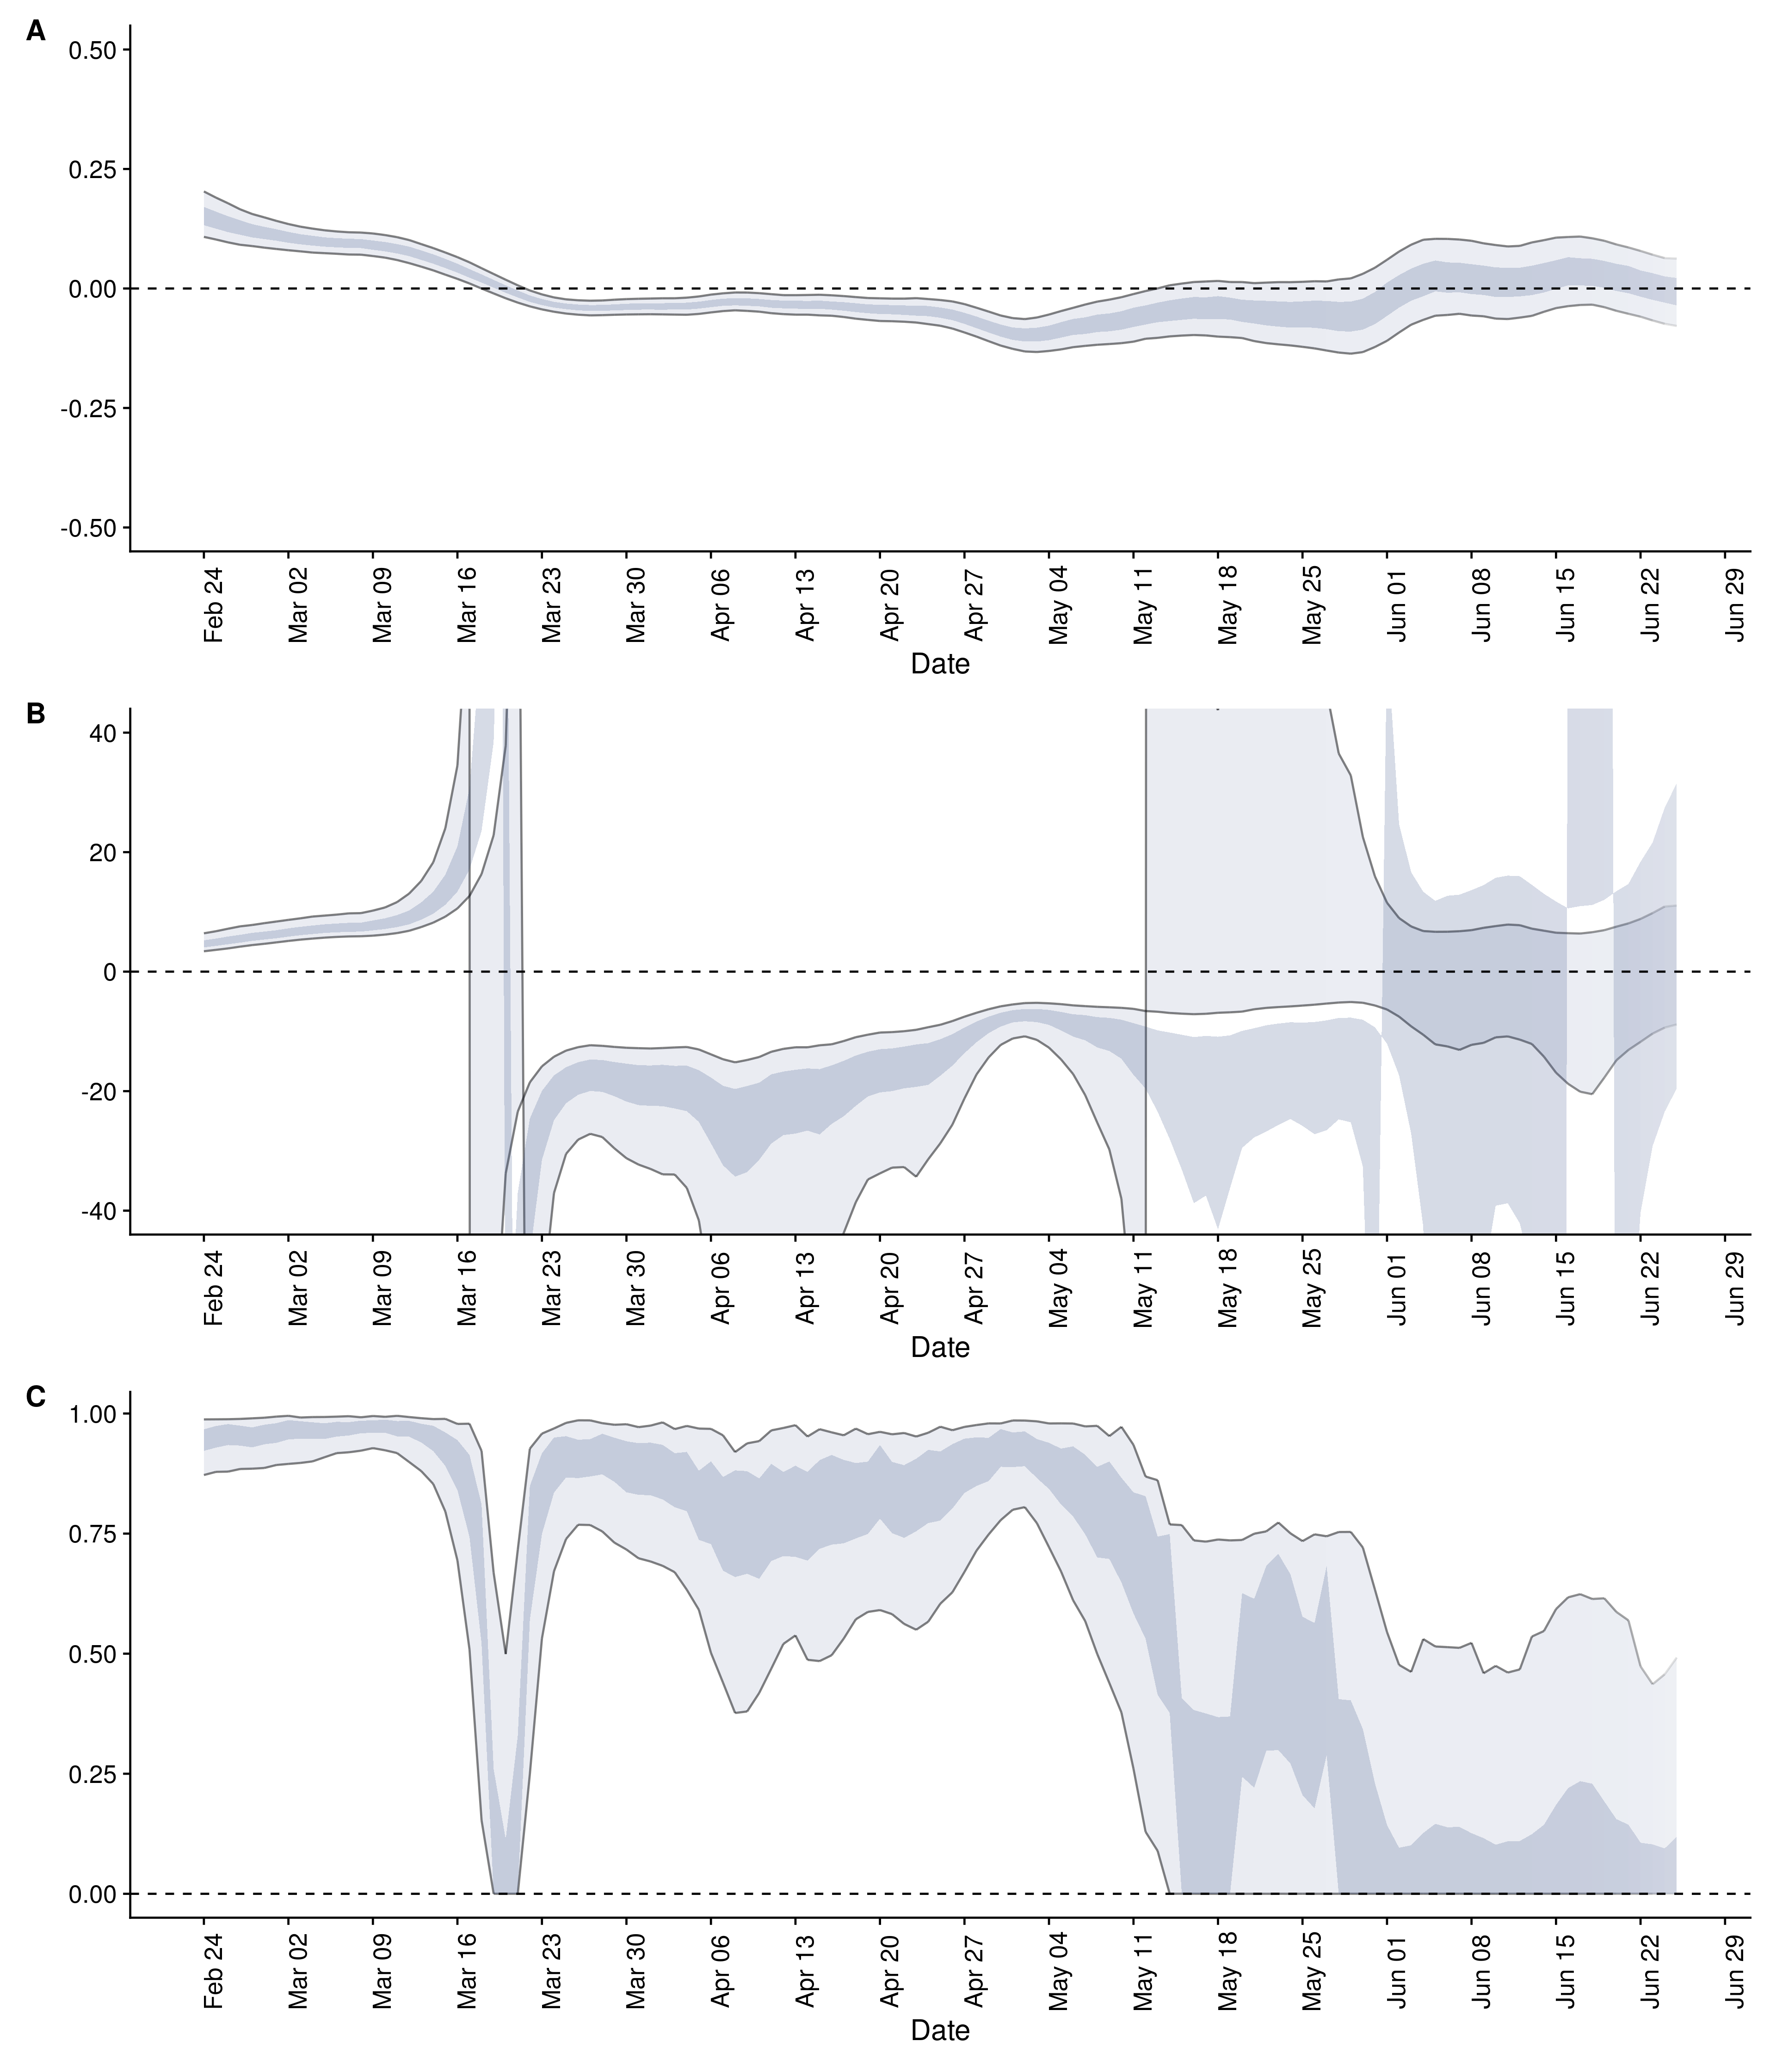 A
0.50
0.25
0.00
-0.25
-0.50
Feb 24
Mar 02
Mar 09
Mar 16
Mar 23
Mar 30
Apr 06
Apr 13
Apr 20
Apr 27
May 04
May 11
May 18
May 25
Jun 01
Jun 08
Jun 15
Jun 22
Jun 29
Date
B
40
20
0
-20
-40
Feb 24
Mar 02
Mar 09
Mar 16
Mar 23
Mar 30
Apr 06
Apr 13
Apr 20
Apr 27
May 04
May 11
May 18
May 25
Jun 01
Jun 08
Jun 15
Jun 22
Jun 29
Date
C
1.00
0.75
0.50
0.25
0.00
Feb 24
Mar 02
Mar 09
Mar 16
Mar 23
Mar 30
Apr 06
Apr 13
Apr 20
Apr 27
May 04
May 11
May 18
May 25
Jun 01
Jun 08
Jun 15
Jun 22
Jun 29
Date